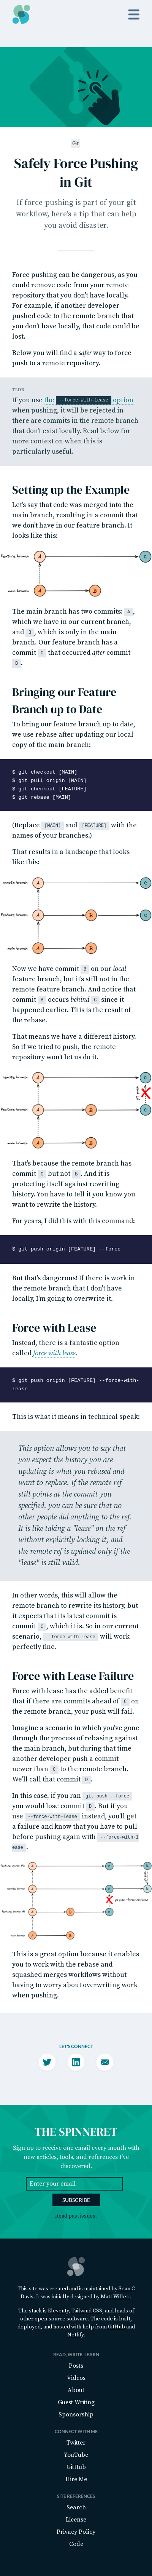 Git
Safely Force Pushing
in Git
If force-pushing is part of your git
workflow, here's a tip that can help
you avoid disaster.
Force pushing can be dangerous, as you
could remove code from your remote
repository that you don't have locally.
For example, if another developer
pushed code to the remote branch that
you don't have locally, that code could be
lost.
Below you will find a safer way to force
push to a remote repository.
TLDR
If you use the --force-with-lease option
when pushing, it will be rejected if
there are commits in the remote branch
that don't exist locally. Read below for
more context on when this is
particularly useful.
Setting up the Example
Let's say that code was merged into the
main branch, resulting in a commit that
we don't have in our feature branch. It
looks like this:
feature branch A C
main branch A B
The main branch has two commits: A ,
which we have in our current branch,
and B , which is only in the main
branch. Our feature branch has a
commit C that occurred after commit
B .
Bringing our Feature
Branch up to Date
To bring our feature branch up to date,
we use rebase after updating our local
copy of the main branch:
$ git checkout [MAIN]
$ git pull origin [MAIN]
$ git checkout [FEATURE]
$ git rebase [MAIN]
(Replace [MAIN] and [FEATURE] with the
names of your branches.)
That results in a landscape that looks
like this:
remote branch A C
feature branch A B C
main branch A B
Now we have commit B on our local
feature branch, but it's still not in the
remote feature branch. And notice that
commit B occurs behind C since it
happened earlier. This is the result of
the rebase.
That means we have a different history.
So if we tried to push, the remote
repository won't let us do it.
remote branch A C
git push
feature branch A B C
main branch A B
That's because the remote branch has
commit C but not B . And it is
protecting itself against rewriting
history. You have to tell it you know you
want to rewrite the history.
For years, I did this with this command:
$ git push origin [FEATURE] --force
But that's dangerous! If there is work in
the remote branch that I don't have
locally, I'm going to overwrite it.
Force with Lease
Instead, there is a fantastic option
called force with lease.
$ git push origin [FEATURE] --force-with-
lease
This is what it means in technical speak:
This option allows you to say that
you expect the history you are
updating is what you rebased and
want to replace. If the remote ref
still points at the commit you
specified, you can be sure that no
other people did anything to the ref.
It is like taking a "lease" on the ref
without explicitly locking it, and
the remote ref is updated only if the
"lease" is still valid.
In other words, this will allow the
remote branch to rewrite its history, but
it expects that its latest commit is
commit C , which it is. So in our current
scenario, --force-with-lease will work
perfectly fine.
Force with Lease Failure
Force with lease has the added benefit
that if there are commits ahead of C on
the remote branch, your push will fail.
Imagine a scenario in which you've gone
through the process of rebasing against
the main branch, but during that time
another developer push a commit
newer than C to the remote branch.
We'll call that commit D .
In this case, if you ran git push --force
you would lose commit D . But if you
use --force-with-lease instead, you'll get
a failure and know that you have to pull
before pushing again with --force-with-l
ease .
A C D
remote branch A C D
A B C
main branch A B
This is a great option because it allows
you to work with the rebase and
squashed merges workflows without
having to worry about overwriting work
when pushing.
LET'S CONNECT
THE SPINNERET
Sign up to receive one email every month with
new articles, tools, and references I've
discovered.
Enter your email
SUBSCRIBE
Read past issues.
This site was created and is maintained by Sean C
Davis. It was initially designed by Matt Willett.
The stack is Eleventy, Tailwind CSS, and loads of
other open-source software. The code is built,
deployed, and hosted with help from GitHub and
Netlify.
READ, WRITE, LEARN
Posts
Videos
About
Guest Writing
Sponsorship
CONNECT WITH ME
Twitter
YouTube
GitHub
Hire Me
SITE REFERENCES
Search
License
Privacy Policy
Code